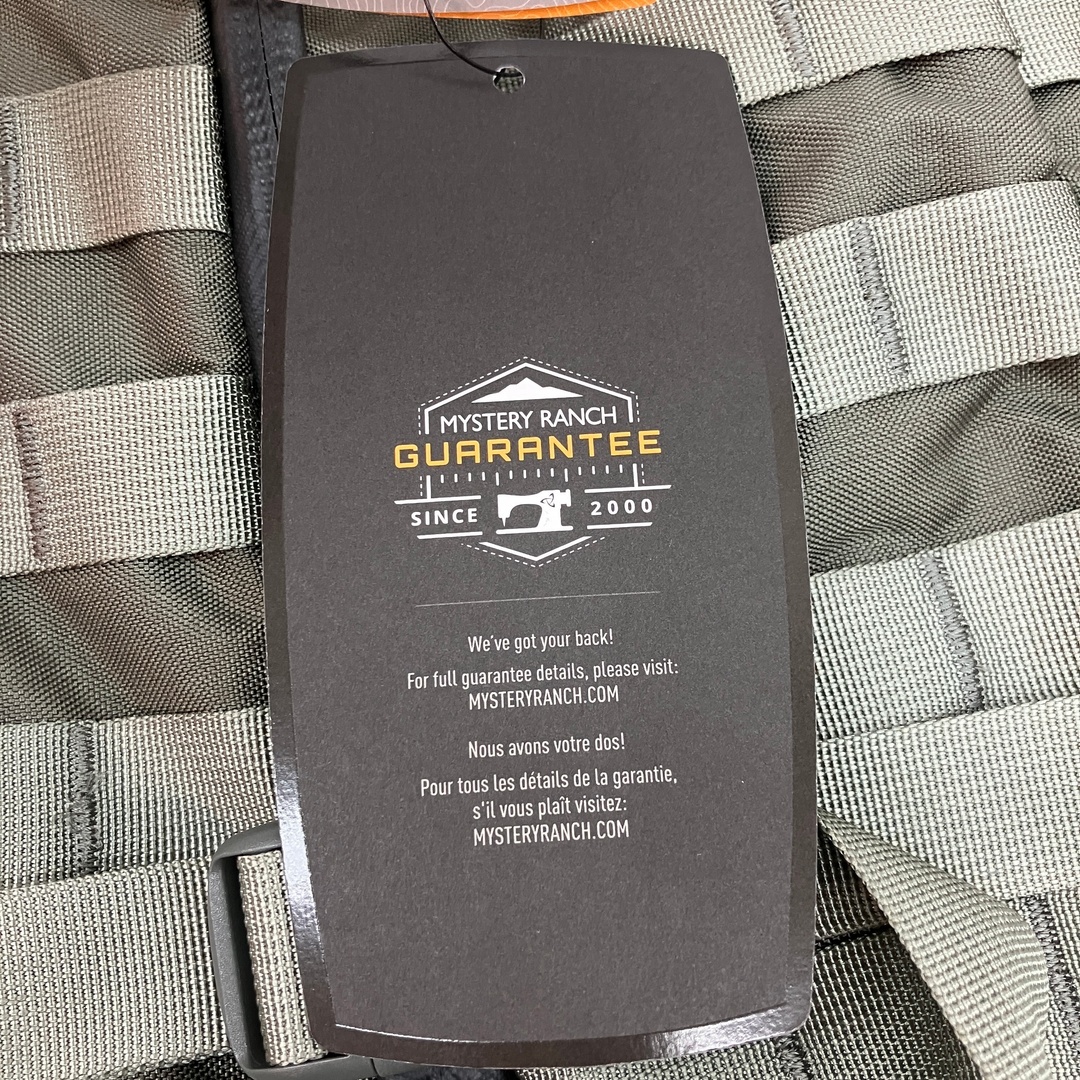 MYSTERY RANCH
GUARANTEE
SINCE 2000
We've got your back!
For full guarantee details, please visit:
MYSTERYRANCH.COM
Nous avons votre dos!
Pour tous les détails de la garantie,
s'il vous plaît visitez:
MYSTERYRANCH.COM